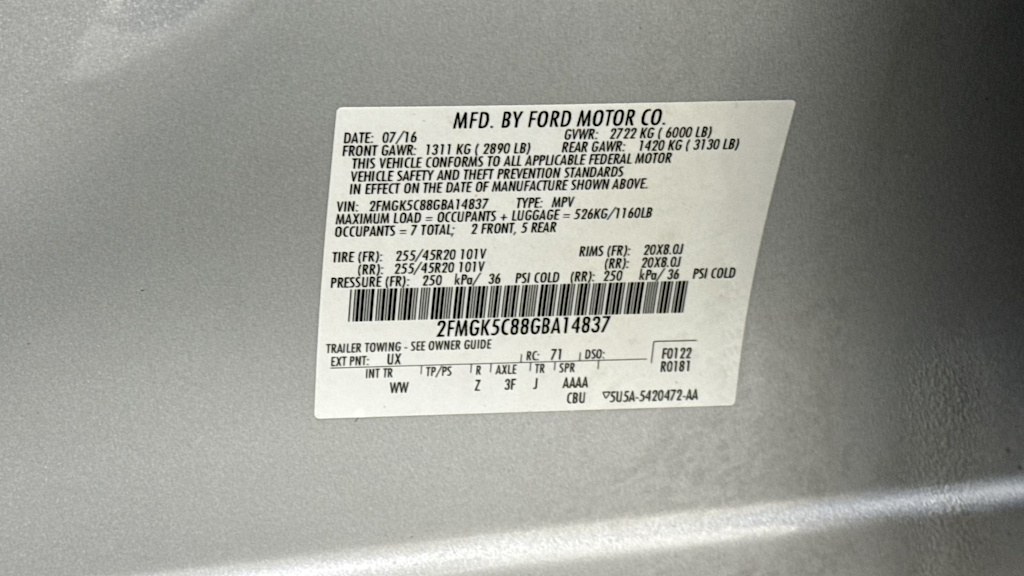 MFD. BY FORD MOTOR CO.
DATE: 07/16 GVWR: 2722 KG ( 6000 LB)
FRONT GAWR: 1311 KG ( 2890 LB) REAR GAWR: 1420 KG ( 3130 LB)
THIS VEHICLE CONFORMS TO ALL APPLICABLE FEDERAL MOTOR
VEHICLE SAFETY AND THEFT PREVENTION STANDARDS
IN EFFECT ON THE DATE OF MANUFACTURE SHOWN ABOVE.
VIN: 2FMGK5C88GBA14837 TYPE: MPV
MAXIMUM LOAD = OCCUPANTS + LUGGAGE = 526KG/1160LB
OCCUPANTS = 7 TOTAL; 2 FRONT, 5 REAR
TIRE (FR): 255/45R20 101V RIMS (FR): 20X8.0J
(RR): 255/45R20 101V (RR): 20X8.0J
PRESSURE (FR): 250 kPa/ 36 PSI COLD (RR): 250 kPa/ 36 PSI COLD
2FMGK5C88GBA14837
TRAILER TOWING - SEE OWNER GUIDE
EXT PNT: UX RC: 71 DSO: F0122
INT TR TP/PS R AXLE TR SPR R0181
WW Z 3F J AAAA
CBU ▽5U5A-5420472-AA